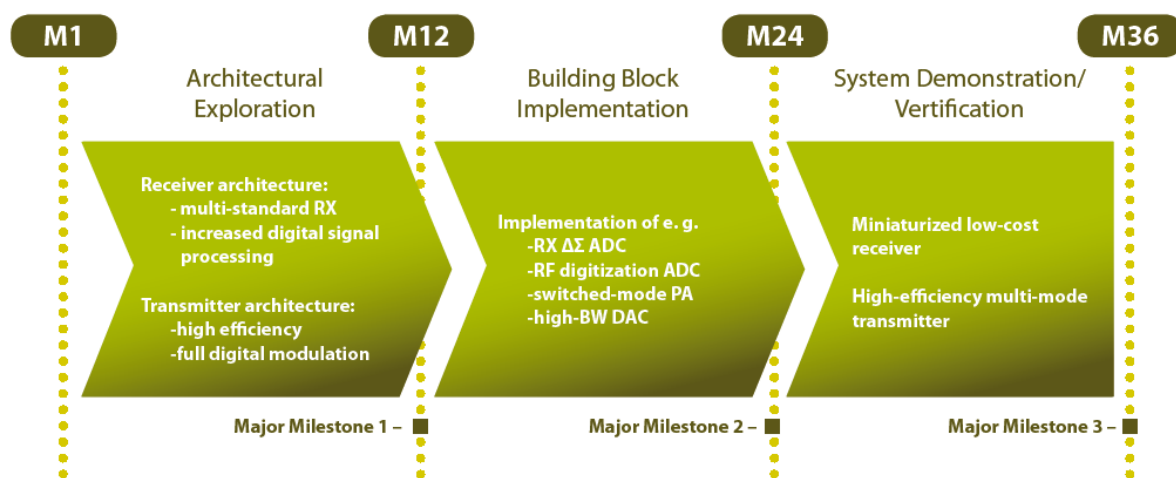 M1
M12
M24
M36
Architectural
Exploration
Building Block
Implementation
System Demonstration/
Vertification
Receiver architecture:
- multi-standard RX
- increased digital signal
processing
Transmitter architecture:
-high efficiency
-full digital modulation
Implementation of e. g.
-RX ΔΣ ADC
-RF digitization ADC
-switched-mode PA
-high-BW DAC
Miniaturized low-cost
receiver
High-efficiency multi-mode
transmitter
Major Milestone 1 –
Major Milestone 2 –
Major Milestone 3 –